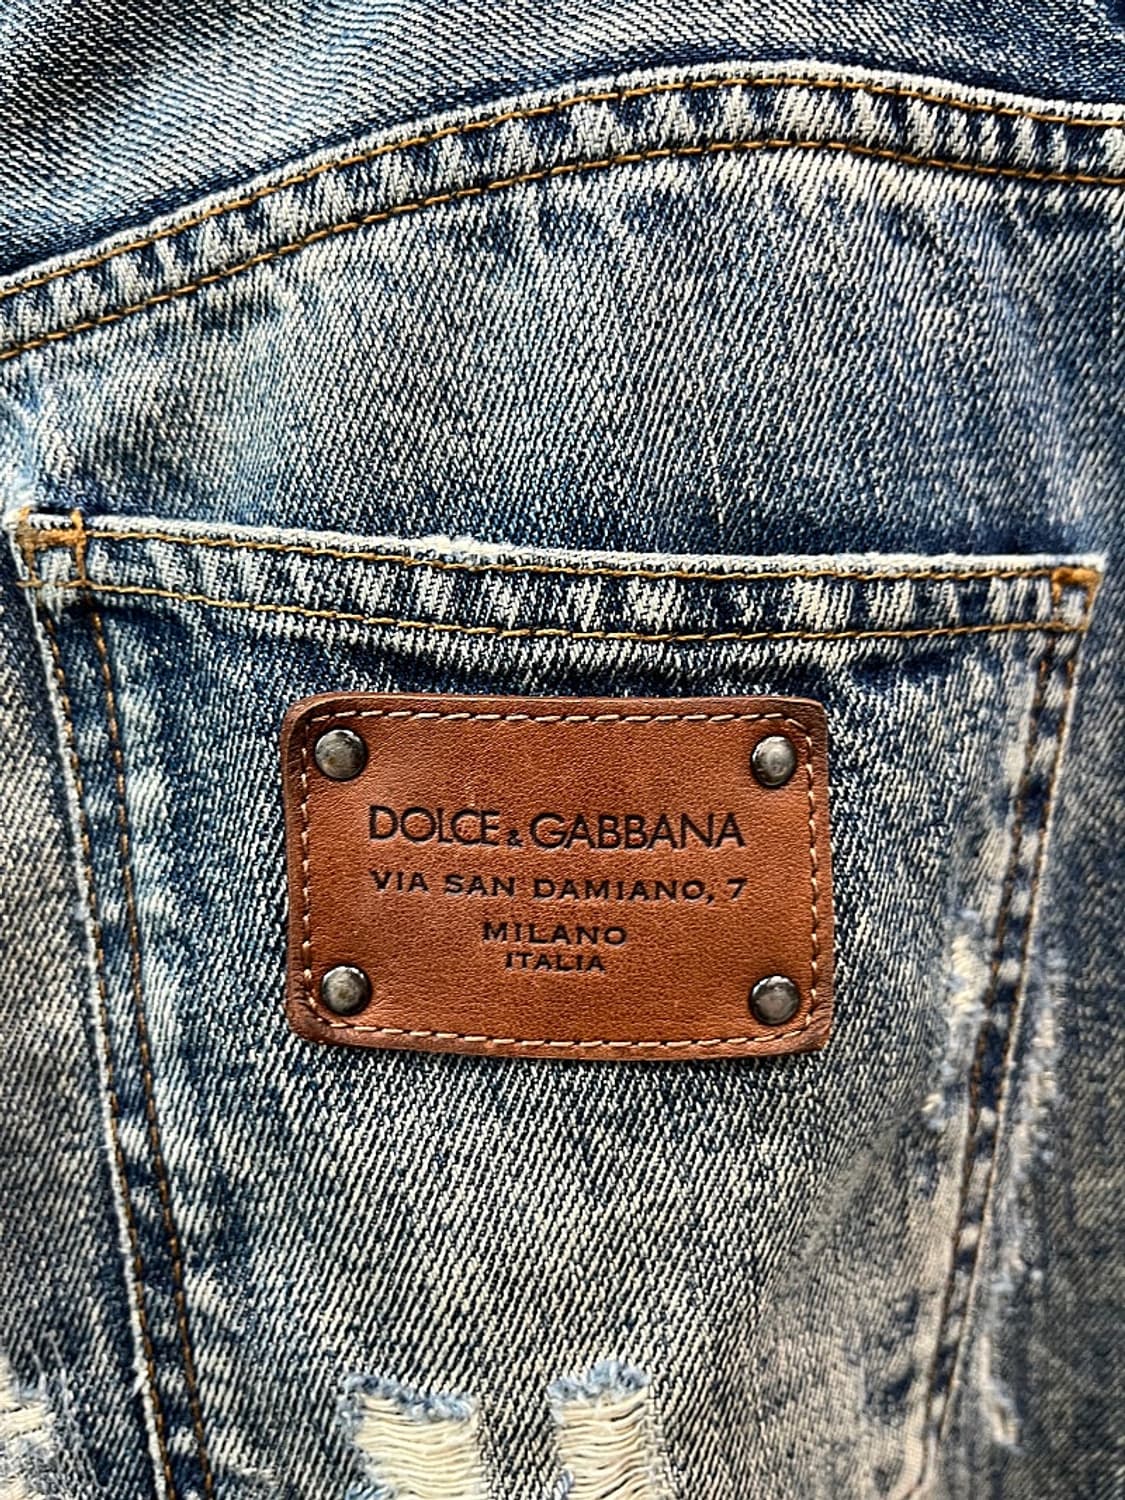 DOLCE & GABBANA
VIA SAN DAMIANO, 7
MILANO
ITALIA